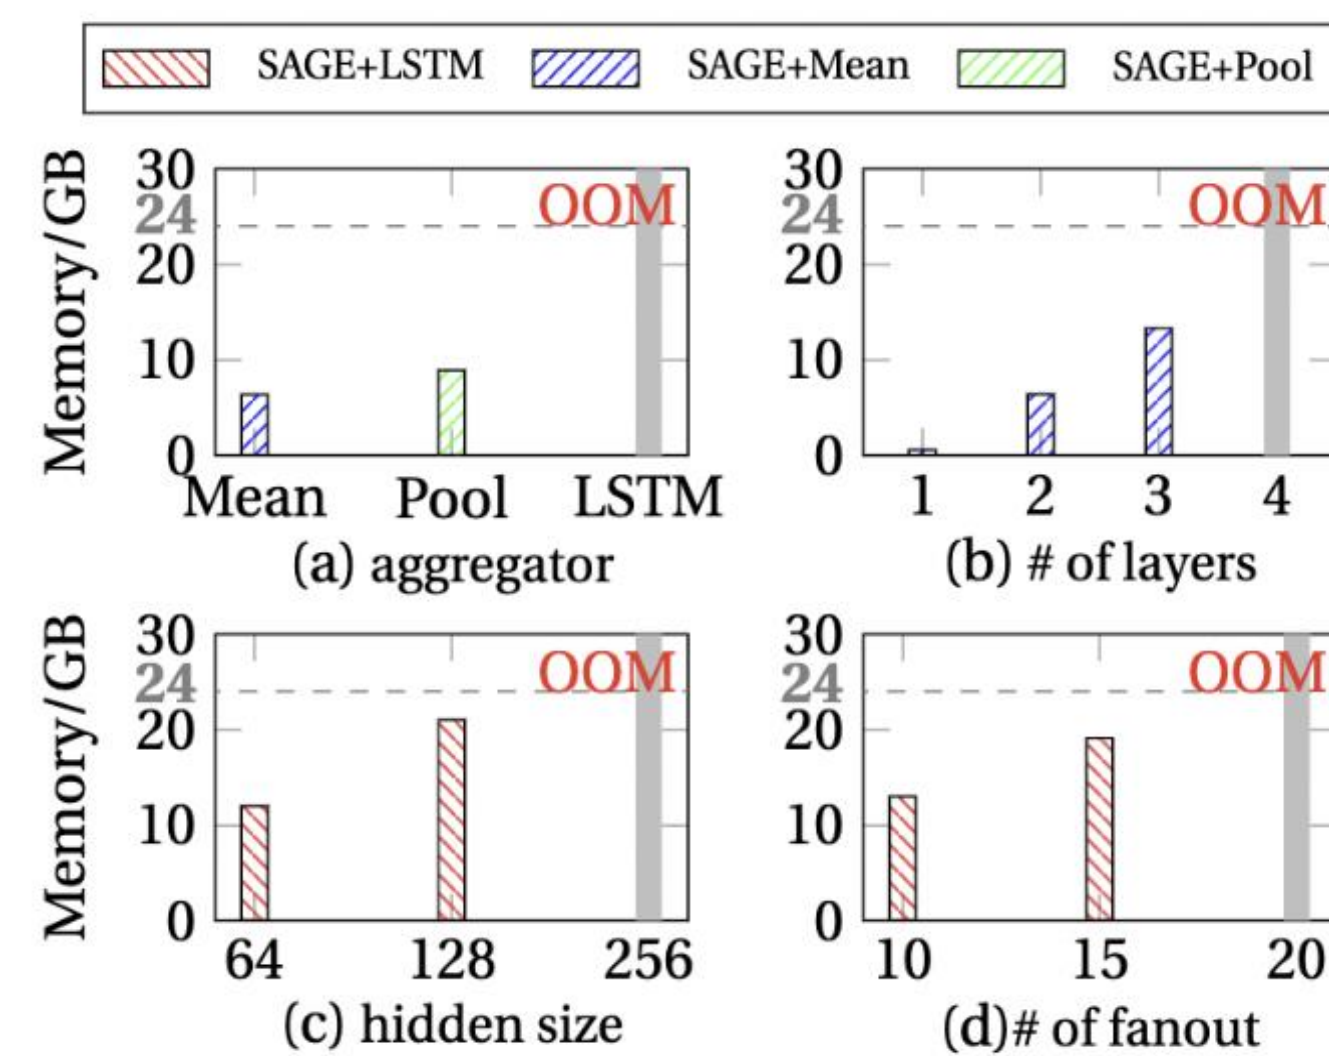 SAGE+LSTM SAGE+Mean SAGE+Pool
Memory/GB
30
24
20
10
0
OOM
Mean Pool LSTM
(a) aggregator
30
24
20
10
0
OOM
1 2 3 4
(b) # of layers
Memory/GB
30
24
20
10
0
OOM
64 128 256
(c) hidden size
30
24
20
10
0
OOM
10 15 20
(d)# of fanout